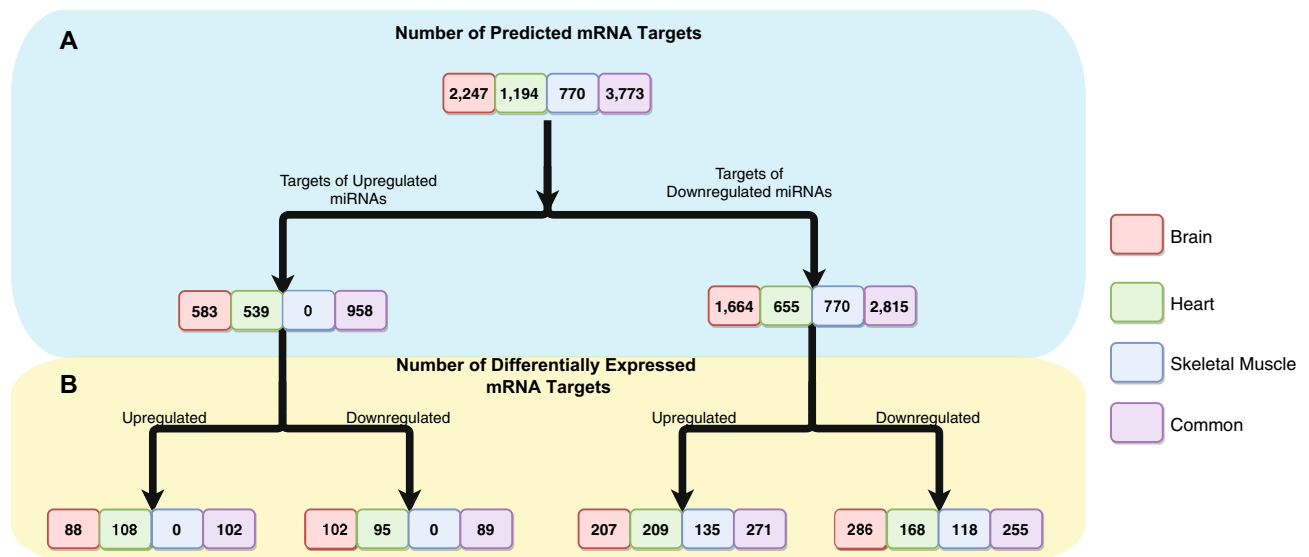 A
Number of Predicted mRNA Targets
2,247 1,194 770 3,773
Targets of Upregulated
miRNAs
Targets of
Downregulated miRNAs
583 539 0 958
1,664 655 770 2,815
B
Number of Differentially Expressed
mRNA Targets
Upregulated
Downregulated
Upregulated
Downregulated
88 108 0 102
102 95 0 89
207 209 135 271
286 168 118 255
Brain
Heart
Skeletal Muscle
Common